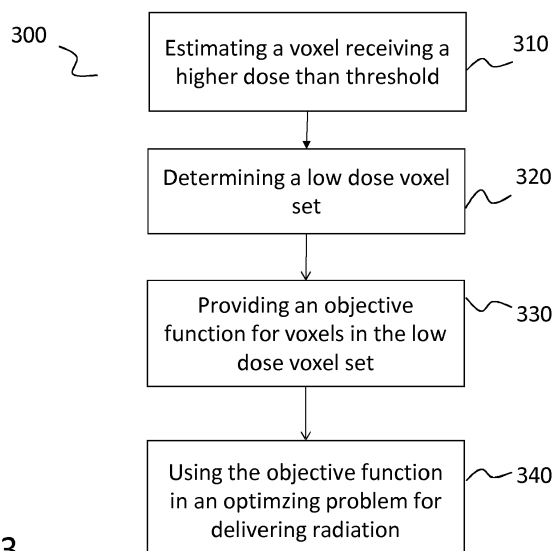 300
Estimating a voxel receiving a
higher dose than threshold
310
Determining a low dose voxel
set
320
Providing an objective
function for voxels in the low
dose voxel set
330
Using the objective function
in an optimzing problem for
delivering radiation
340
3